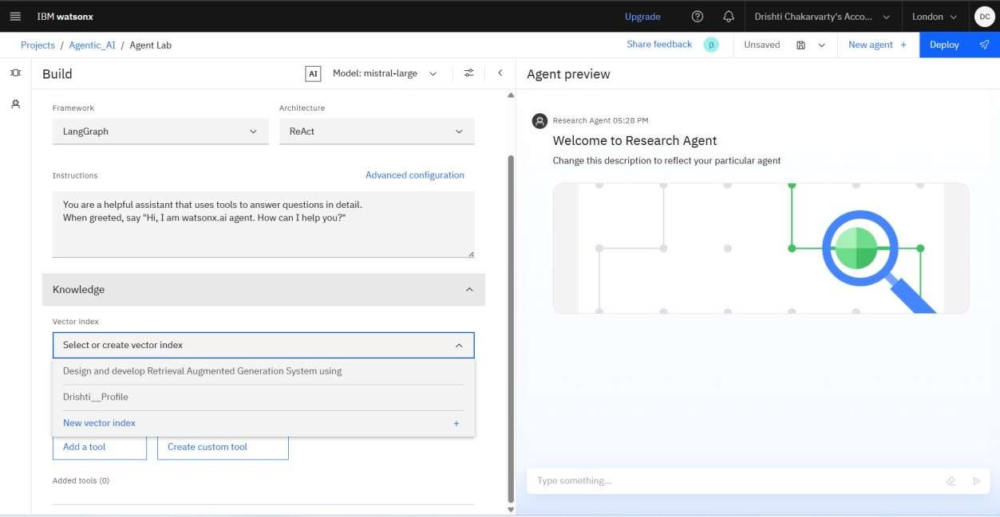 IBM watsonx
Upgrade
Drishti Chakarvarty's Acco...
London
DC
Projects / Agentic_AI / Agent Lab
Share feedback
β
Unsaved
New agent +
Deploy
Build
AI
Model: mistral-large
Framework
Architecture
LangGraph
ReAct
Instructions
Advanced configuration
You are a helpful assistant that uses tools to answer questions in detail.
When greeted, say "Hi, I am watsonx.ai agent. How can I help you?"
Knowledge
Vector index
Select or create vector index
Design and develop Retrieval Augmented Generation System using
Drishti__Profile
New vector index +
Add a tool
Create custom tool
Added tools (0)
Agent preview
Research Agent 05:28 PM
Welcome to Research Agent
Change this description to reflect your particular agent
Type something...